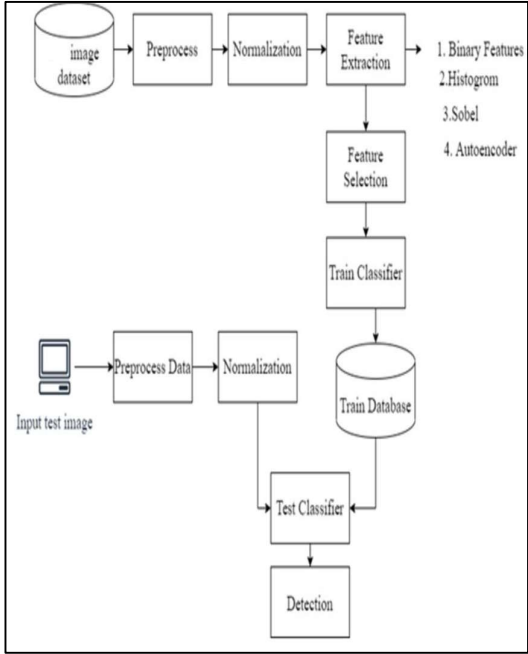 image
dataset
Preprocess
Normalization
Feature
Extraction
1. Binary Features
2.Histogrom
3.Sobel
4. Autoencoder
Feature
Selection
Train Classifier
Train Database
Input test image
Preprocess Data
Normalization
Test Classifier
Detection